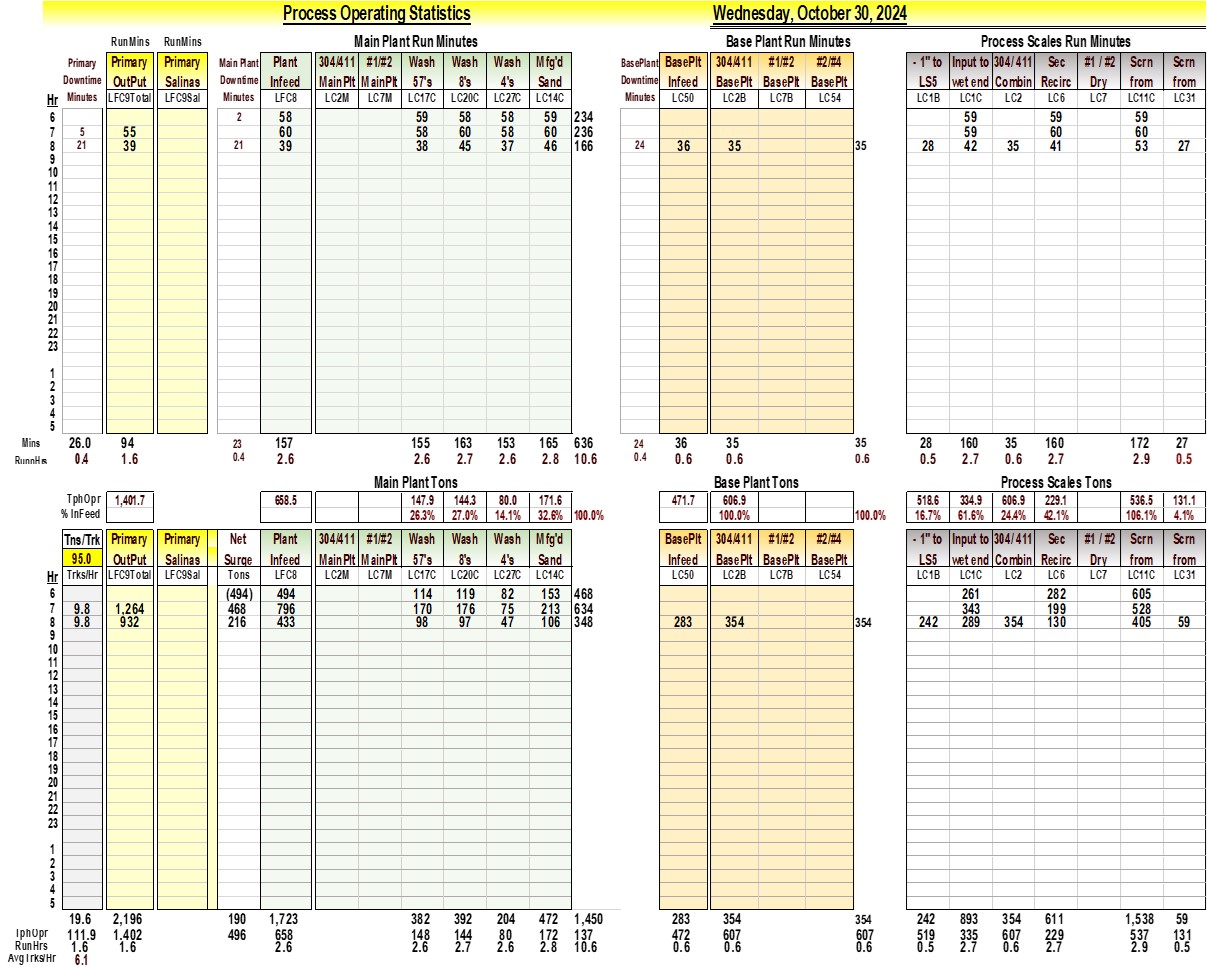 Process Operating Statistics Wednesday, October 30, 2024
RunMins RunMins Main Plant Run Minutes Base Plant Run Minutes Process Scales Run Minutes
Primary Primary Primary Main Plant Plant 304/411 #1/#2 Wash Wash Wash Mfg'd BasePlant BasePlt 304/411 #1/#2 #2/#4 - 1" to Input to 304/411 Sec #1 / #2 Scrn Scrn
Downtime OutPut Salinas Downtime Infeed MainPlt MainPlt 57's 8's 4's Sand Downtime Infeed BasePlt BasePlt BasePlt LS5 wet end Combin Recirc Dry from from
Hr Minutes LFC9Total LFC9Sal Minutes LFC8 LC2M LC7M LC17C LC20C LC27C LC14C Minutes LC50 LC2B LC7B LC54 LC1B LC1C LC2 LC6 LC7 LC11C LC31
6 2 58 59 58 58 59 234 59 59 59
7 5 55 60 58 60 58 60 236 59 60 60
8 21 39 21 39 38 45 37 46 166 24 36 35 35 28 42 35 41 53 27
9
10
11
12
13
14
15
16
17
18
19
20
21
22
23
1
2
3
4
5
Mins 26.0 94 23 157 155 163 153 165 636 24 36 35 35 28 160 35 160 172 27
RunnHrs 0.4 1.6 0.4 2.6 2.6 2.7 2.6 2.8 10.6 0.4 0.6 0.6 0.6 0.5 2.7 0.6 2.7 2.9 0.5
Main Plant Tons Base Plant Tons Process Scales Tons
TphOpr 1,401.7 658.5 147.9 144.3 80.0 171.6 471.7 606.9 518.6 334.9 606.9 229.1 536.5 131.1
% InFeed 26.3% 27.0% 14.1% 32.6% 100.0% 100.0% 100.0% 16.7% 61.6% 24.4% 42.1% 106.1% 4.1%
Tns/Trk Primary Primary Net Plant 304/411 #1/#2 Wash Wash Wash Mfg'd BasePlt 304/411 #1/#2 #2/#4 - 1" to Input to 304/411 Sec #1 / #2 Scrn Scrn
95.0 OutPut Salinas Surge Infeed MainPlt MainPlt 57's 8's 4's Sand Infeed BasePlt BasePlt BasePlt LS5 wet end Combin Recirc Dry from from
Hr Trks/Hr LFC9Total LFC9Sal Tons LFC8 LC2M LC7M LC17C LC20C LC27C LC14C LC50 LC2B LC7B LC54 LC1B LC1C LC2 LC6 LC7 LC11C LC31
6 (494) 494 114 119 82 153 468 261 282 605
7 9.8 1,264 468 796 170 176 75 213 634 343 199 528
8 9.8 932 216 433 98 97 47 106 348 283 354 354 242 289 354 130 405 59
9
10
11
12
13
14
15
16
17
18
19
20
21
22
23
1
2
3
4
5
19.6 2,196 190 1,723 382 392 204 472 1,450 283 354 354 242 893 354 611 1,538 59
TphOpr 111.9 1,402 496 658 148 144 80 172 137 472 607 607 519 335 607 229 537 131
RunHrs 1.6 1.6 2.6 2.6 2.7 2.6 2.8 10.6 0.6 0.6 0.6 0.5 2.7 0.6 2.7 2.9 0.5
AvgTrks/Hr 6.1